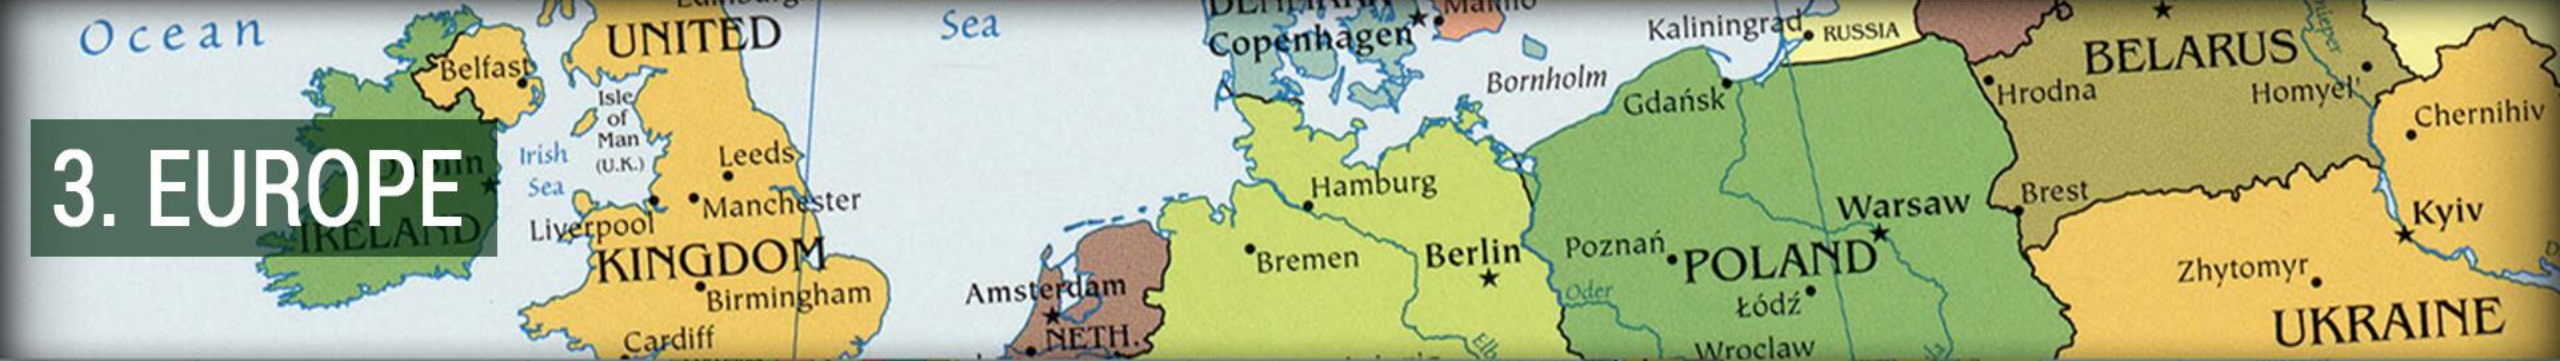 Ocean
Sea
UNITED
Copenhagen
Kaliningrad
RUSSIA
BELARUS
Belfast
Bornholm
Gdańsk
Hrodna
Homyel'
Chernihiv
Isle
of
Man
(U.K.)
Irish
Sea
Leeds
Manchester
Liverpool
3. EUROPE
IRELAND
KINGDOM
Birmingham
Cardiff
Hamburg
Bremen
Berlin
Amsterdam
NETH.
Warsaw
Poznań
POLAND
Oder
Łódź
Wroclaw
Brest
Kyiv
Zhytomyr
UKRAINE